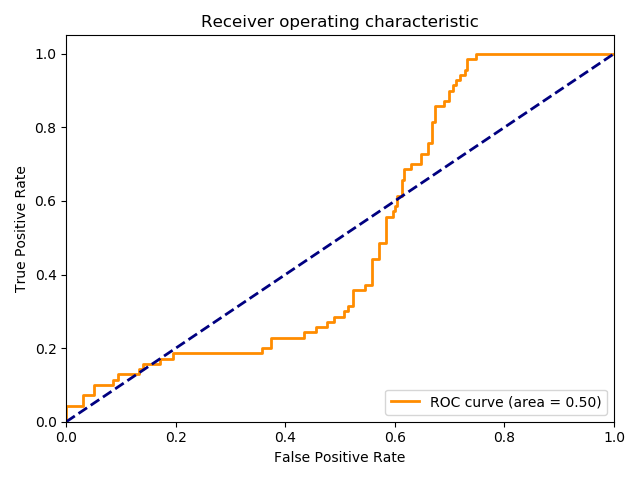 Receiver operating characteristic
True Positive Rate
1.0
0.8
0.6
0.4
0.2
0.0
ROC curve (area = 0.50)
0.0 0.2 0.4 0.6 0.8 1.0
False Positive Rate